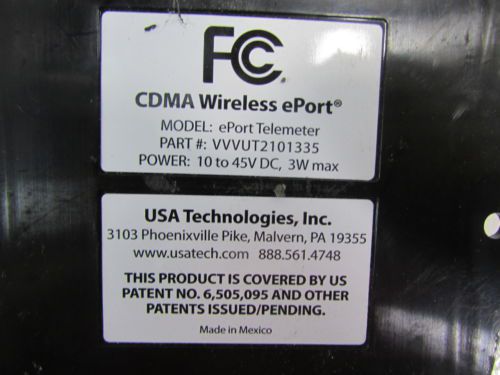 FCC
CDMA Wireless ePort®
MODEL: ePort Telemeter
PART #: VVVUT2101335
POWER: 10 to 45V DC, 3W max
USA Technologies, Inc.
3103 Phoenixville Pike, Malvern, PA 19355
www.usatech.com 888.561.4748
THIS PRODUCT IS COVERED BY US
PATENT NO. 6,505,095 AND OTHER
PATENTS ISSUED/PENDING.
Made in Mexico